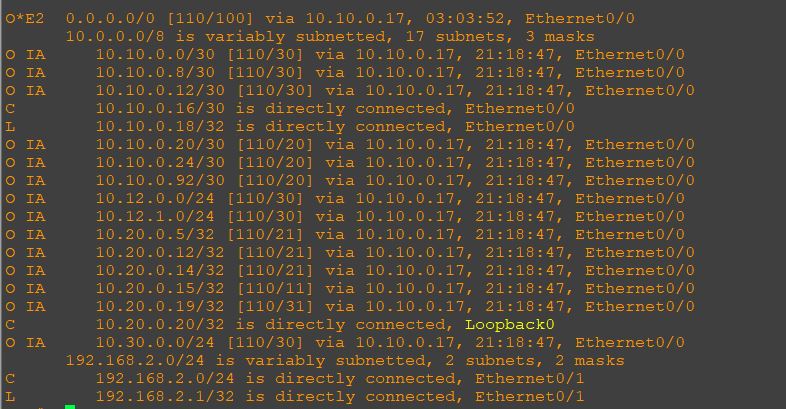 O*E2  0.0.0.0/0 [110/100] via 10.10.0.17, 03:03:52, Ethernet0/0
      10.0.0.0/8 is variably subnetted, 17 subnets, 3 masks
O IA     10.10.0.0/30 [110/30] via 10.10.0.17, 21:18:47, Ethernet0/0
O IA     10.10.0.8/30 [110/30] via 10.10.0.17, 21:18:47, Ethernet0/0
O IA     10.10.0.12/30 [110/30] via 10.10.0.17, 21:18:47, Ethernet0/0
C        10.10.0.16/30 is directly connected, Ethernet0/0
L        10.10.0.18/32 is directly connected, Ethernet0/0
O IA     10.10.0.20/30 [110/20] via 10.10.0.17, 21:18:47, Ethernet0/0
O IA     10.10.0.24/30 [110/20] via 10.10.0.17, 21:18:47, Ethernet0/0
O IA     10.10.0.92/30 [110/20] via 10.10.0.17, 21:18:47, Ethernet0/0
O IA     10.12.0.0/24 [110/30] via 10.10.0.17, 21:18:47, Ethernet0/0
O IA     10.12.1.0/24 [110/30] via 10.10.0.17, 21:18:47, Ethernet0/0
O IA     10.20.0.5/32 [110/21] via 10.10.0.17, 21:18:47, Ethernet0/0
O IA     10.20.0.12/32 [110/21] via 10.10.0.17, 21:18:47, Ethernet0/0
O IA     10.20.0.14/32 [110/21] via 10.10.0.17, 21:18:47, Ethernet0/0
O IA     10.20.0.15/32 [110/11] via 10.10.0.17, 21:18:47, Ethernet0/0
O IA     10.20.0.19/32 [110/31] via 10.10.0.17, 21:18:47, Ethernet0/0
C        10.20.0.20/32 is directly connected, Loopback0
O IA     10.30.0.0/24 [110/30] via 10.10.0.17, 21:18:47, Ethernet0/0
      192.168.2.0/24 is variably subnetted, 2 subnets, 2 masks
C        192.168.2.0/24 is directly connected, Ethernet0/1
L        192.168.2.1/32 is directly connected, Ethernet0/1